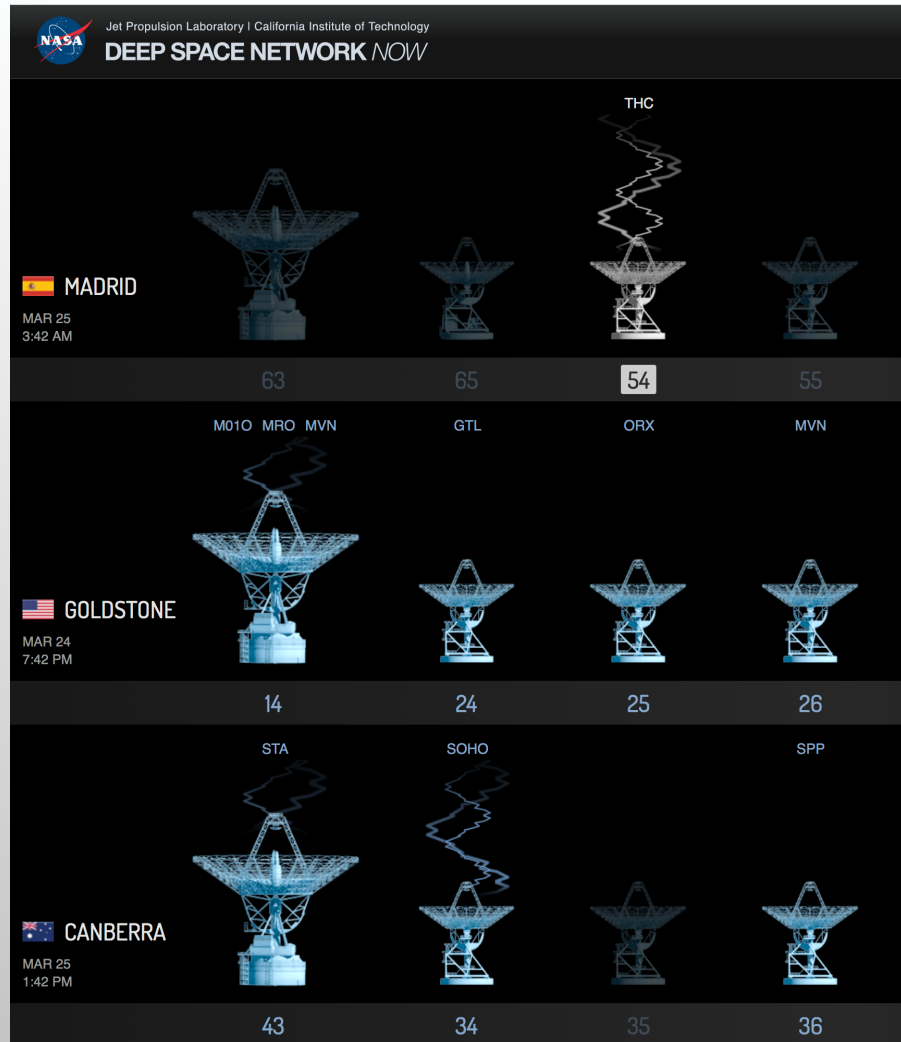 NASA
Jet Propulsion Laboratory | California Institute of Technology
DEEP SPACE NETWORK NOW
THC
MADRID
MAR 25
3:42 AM
63 65 54 55
M01O MRO MVN GTL ORX MVN
GOLDSTONE
MAR 24
7:42 PM
14 24 25 26
STA SOHO SPP
CANBERRA
MAR 25
1:42 PM
43 34 35 36